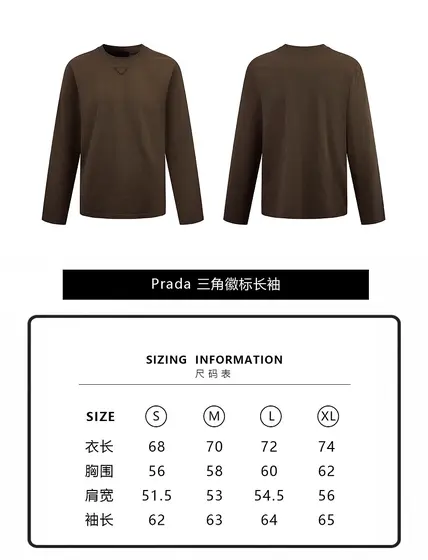 Prada 三角徽标长袖
SIZING INFORMATION
尺码表
SIZE S M L XL
衣长 68 70 72 74
胸围 56 58 60 62
肩宽 51.5 53 54.5 56
袖长 62 63 64 65